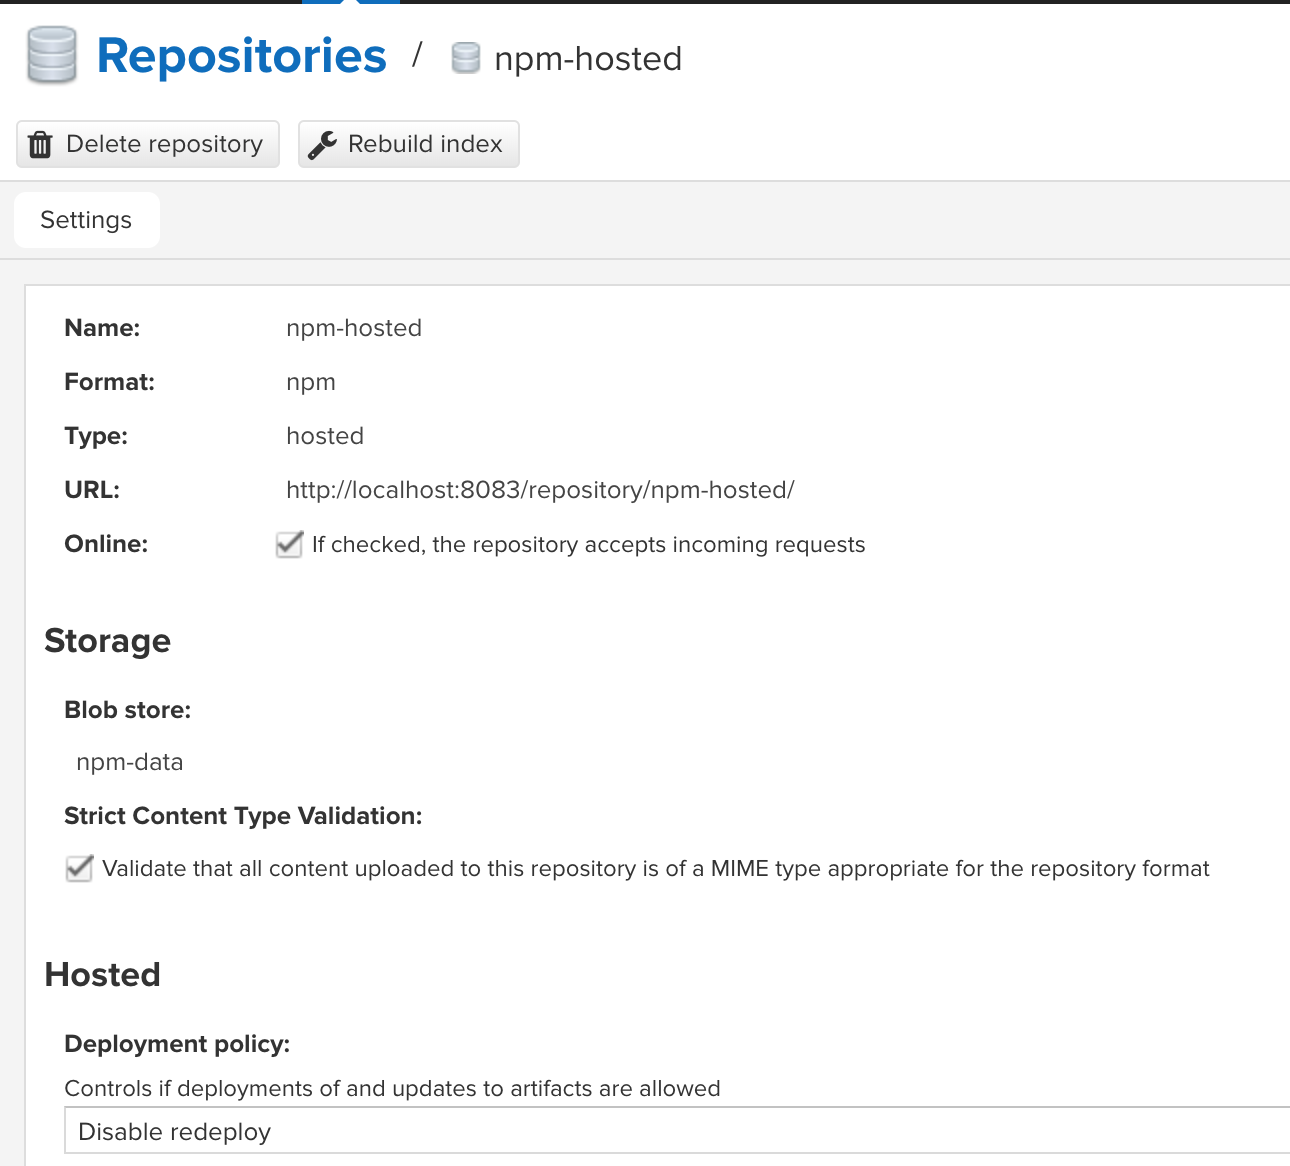 Repositories / npm-hosted
Delete repository Rebuild index
Settings
Name: npm-hosted
Format: npm
Type: hosted
URL: http://localhost:8083/repository/npm-hosted/
Online: If checked, the repository accepts incoming requests
Storage
Blob store:
npm-data
Strict Content Type Validation:
Validate that all content uploaded to this repository is of a MIME type appropriate for the repository format
Hosted
Deployment policy:
Controls if deployments of and updates to artifacts are allowed
Disable redeploy